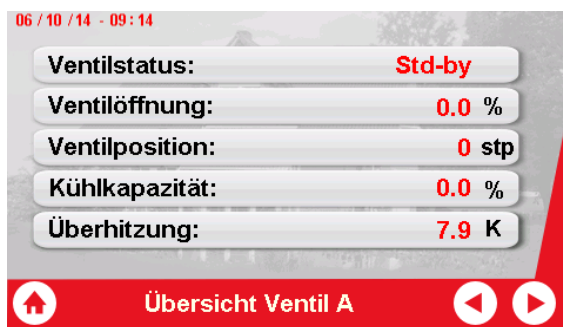 06 / 10 / 14 - 09 : 14
Ventilstatus: Std-by
Ventilöffnung: 0.0 %
Ventilposition: 0 stp
Kühlkapazität: 0.0 %
Überhitzung: 7.9 K
Übersicht Ventil A